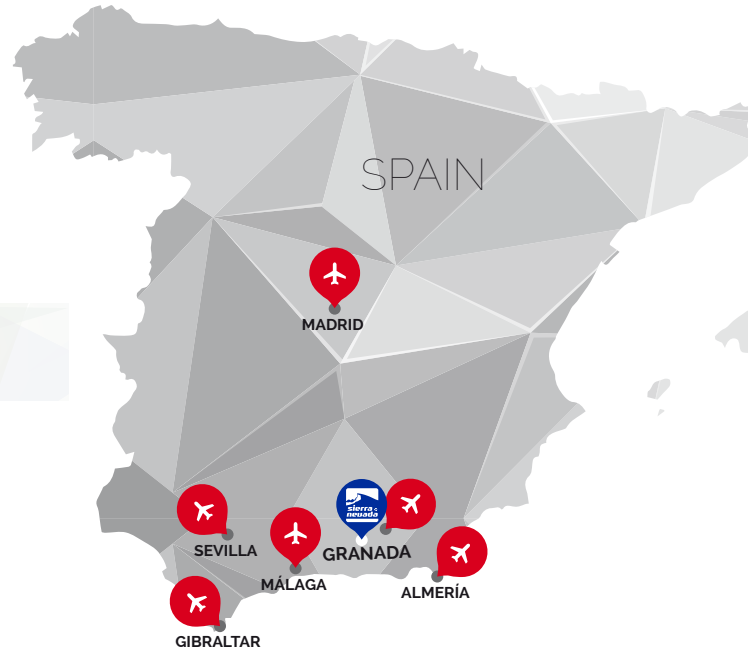 SPAIN
MADRID
sierra
nevada
SEVILLA
GRANADA
MÁLAGA
ALMERÍA
GIBRALTAR